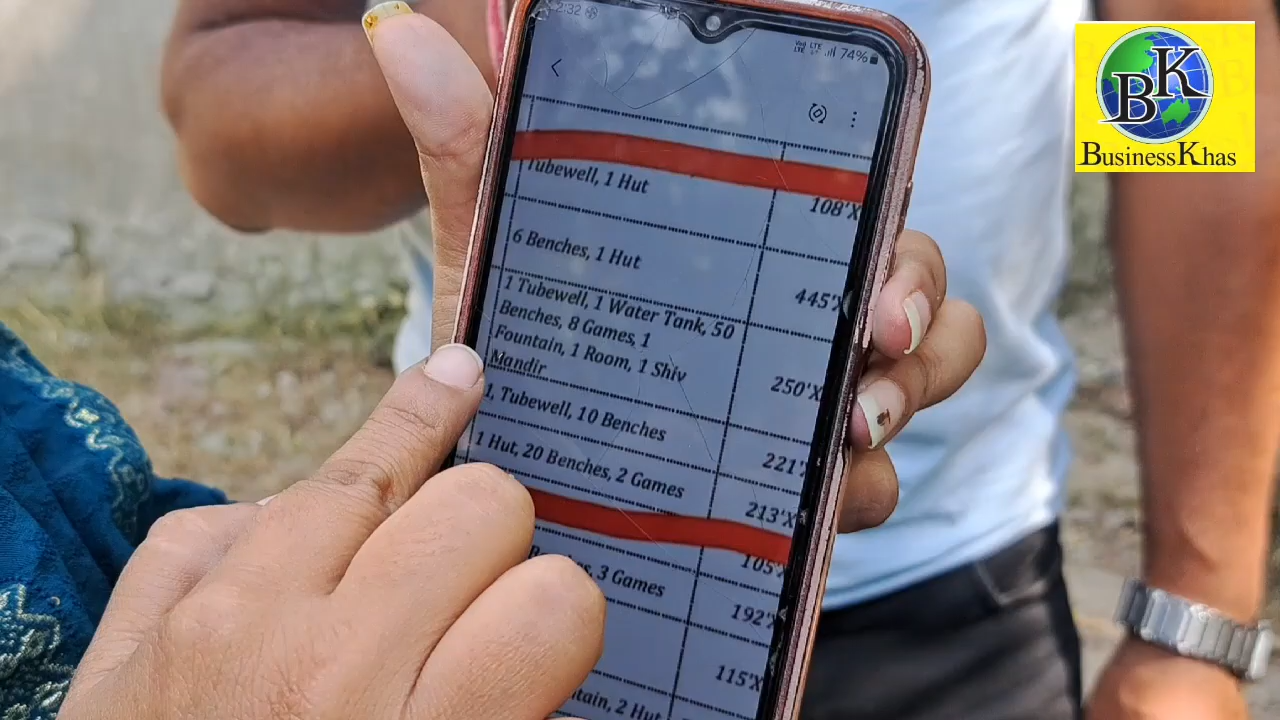 2:32
LTE 74%
BK
BusinessKhas
Tubewell, 1 Hut
108'X
6 Benches, 1 Hut
445'X
1 Tubewell, 1 Water Tank, 50
Benches, 8 Games, 1
Fountain, 1 Room, 1 Shiv
Mandir
250'X
1, Tubewell, 10 Benches
221'
1 Hut, 20 Benches, 2 Games
213'X
105'
3 Games
192'
115'X
2 Hut